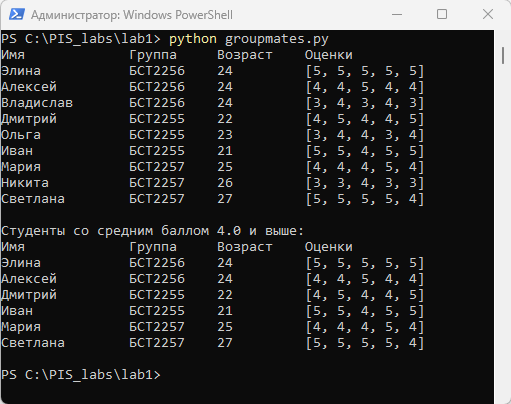 Администратор: Windows PowerShell
PS C:\PIS_labs\lab1> python groupmates.py
Имя Группа Возраст Оценки
Элина БСТ2256 24 [5, 5, 5, 5, 5]
Алексей БСТ2256 24 [4, 4, 5, 4, 4]
Владислав БСТ2256 24 [3, 4, 3, 4, 3]
Дмитрий БСТ2255 22 [4, 5, 4, 4, 5]
Ольга БСТ2255 23 [3, 4, 4, 3, 4]
Иван БСТ2255 21 [5, 5, 4, 5, 5]
Мария БСТ2257 25 [4, 4, 4, 5, 4]
Никита БСТ2257 26 [3, 3, 4, 3, 3]
Светлана БСТ2257 27 [5, 5, 5, 5, 4]
Студенты со средним баллом 4.0 и выше:
Имя Группа Возраст Оценки
Элина БСТ2256 24 [5, 5, 5, 5, 5]
Алексей БСТ2256 24 [4, 4, 5, 4, 4]
Дмитрий БСТ2255 22 [4, 5, 4, 4, 5]
Иван БСТ2255 21 [5, 5, 4, 5, 5]
Мария БСТ2257 25 [4, 4, 4, 5, 4]
Светлана БСТ2257 27 [5, 5, 5, 5, 4]
PS C:\PIS_labs\lab1>